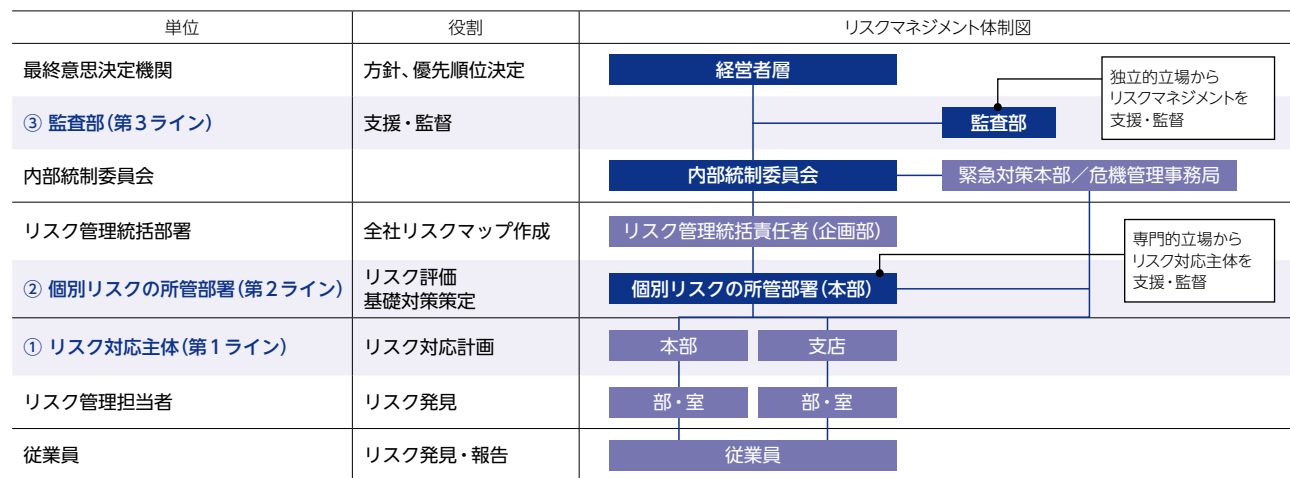 単位 役割 リスクマネジメント体制図
最終意思決定機関 方針、優先順位決定 経営者層
独立的立場から
リスクマネジメントを
支援・監督
③ 監査部(第3ライン) 支援・監督 監査部
内部統制委員会 内部統制委員会 緊急対策本部／危機管理事務局
リスク管理統括部署 全社リスクマップ作成 リスク管理統括責任者(企画部)
専門的立場から
リスク対応主体を
支援・監督
② 個別リスクの所管部署(第2ライン) リスク評価
基礎対策策定 個別リスクの所管部署(本部)
① リスク対応主体(第1ライン) リスク対応計画 本部 支店
リスク管理担当者 リスク発見 部・室 部・室
従業員 リスク発見・報告 従業員